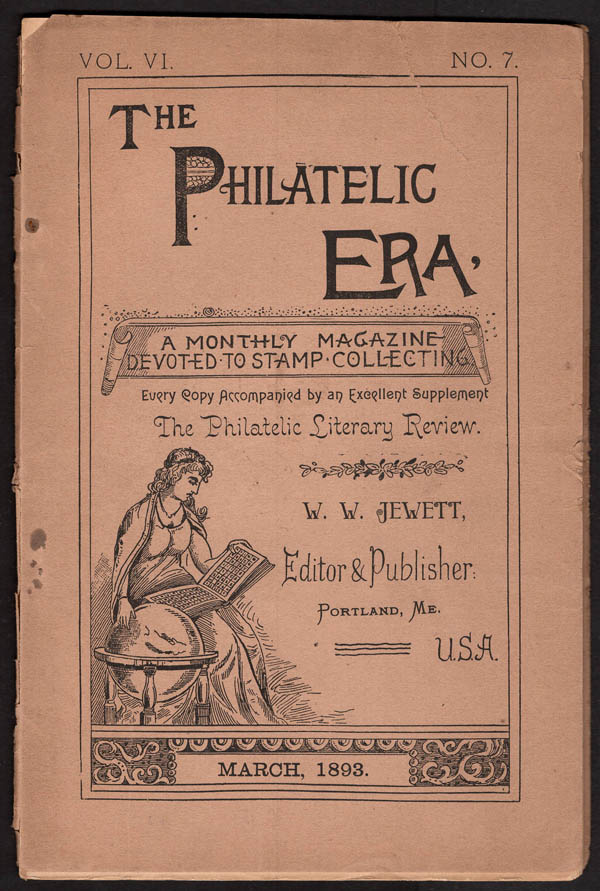 VOL. VI. NO. 7.
THE
PHILATELIC
ERA,
A MONTHLY MAGAZINE
DEVOTED·TO STAMP·COLLECTING.
Every Copy Accompanied by an Excellent Supplement
The Philatelic Literary Review.
W. W. JEWETT,
Editor & Publisher:
PORTLAND, ME.
U.S.A.
MARCH, 1893.